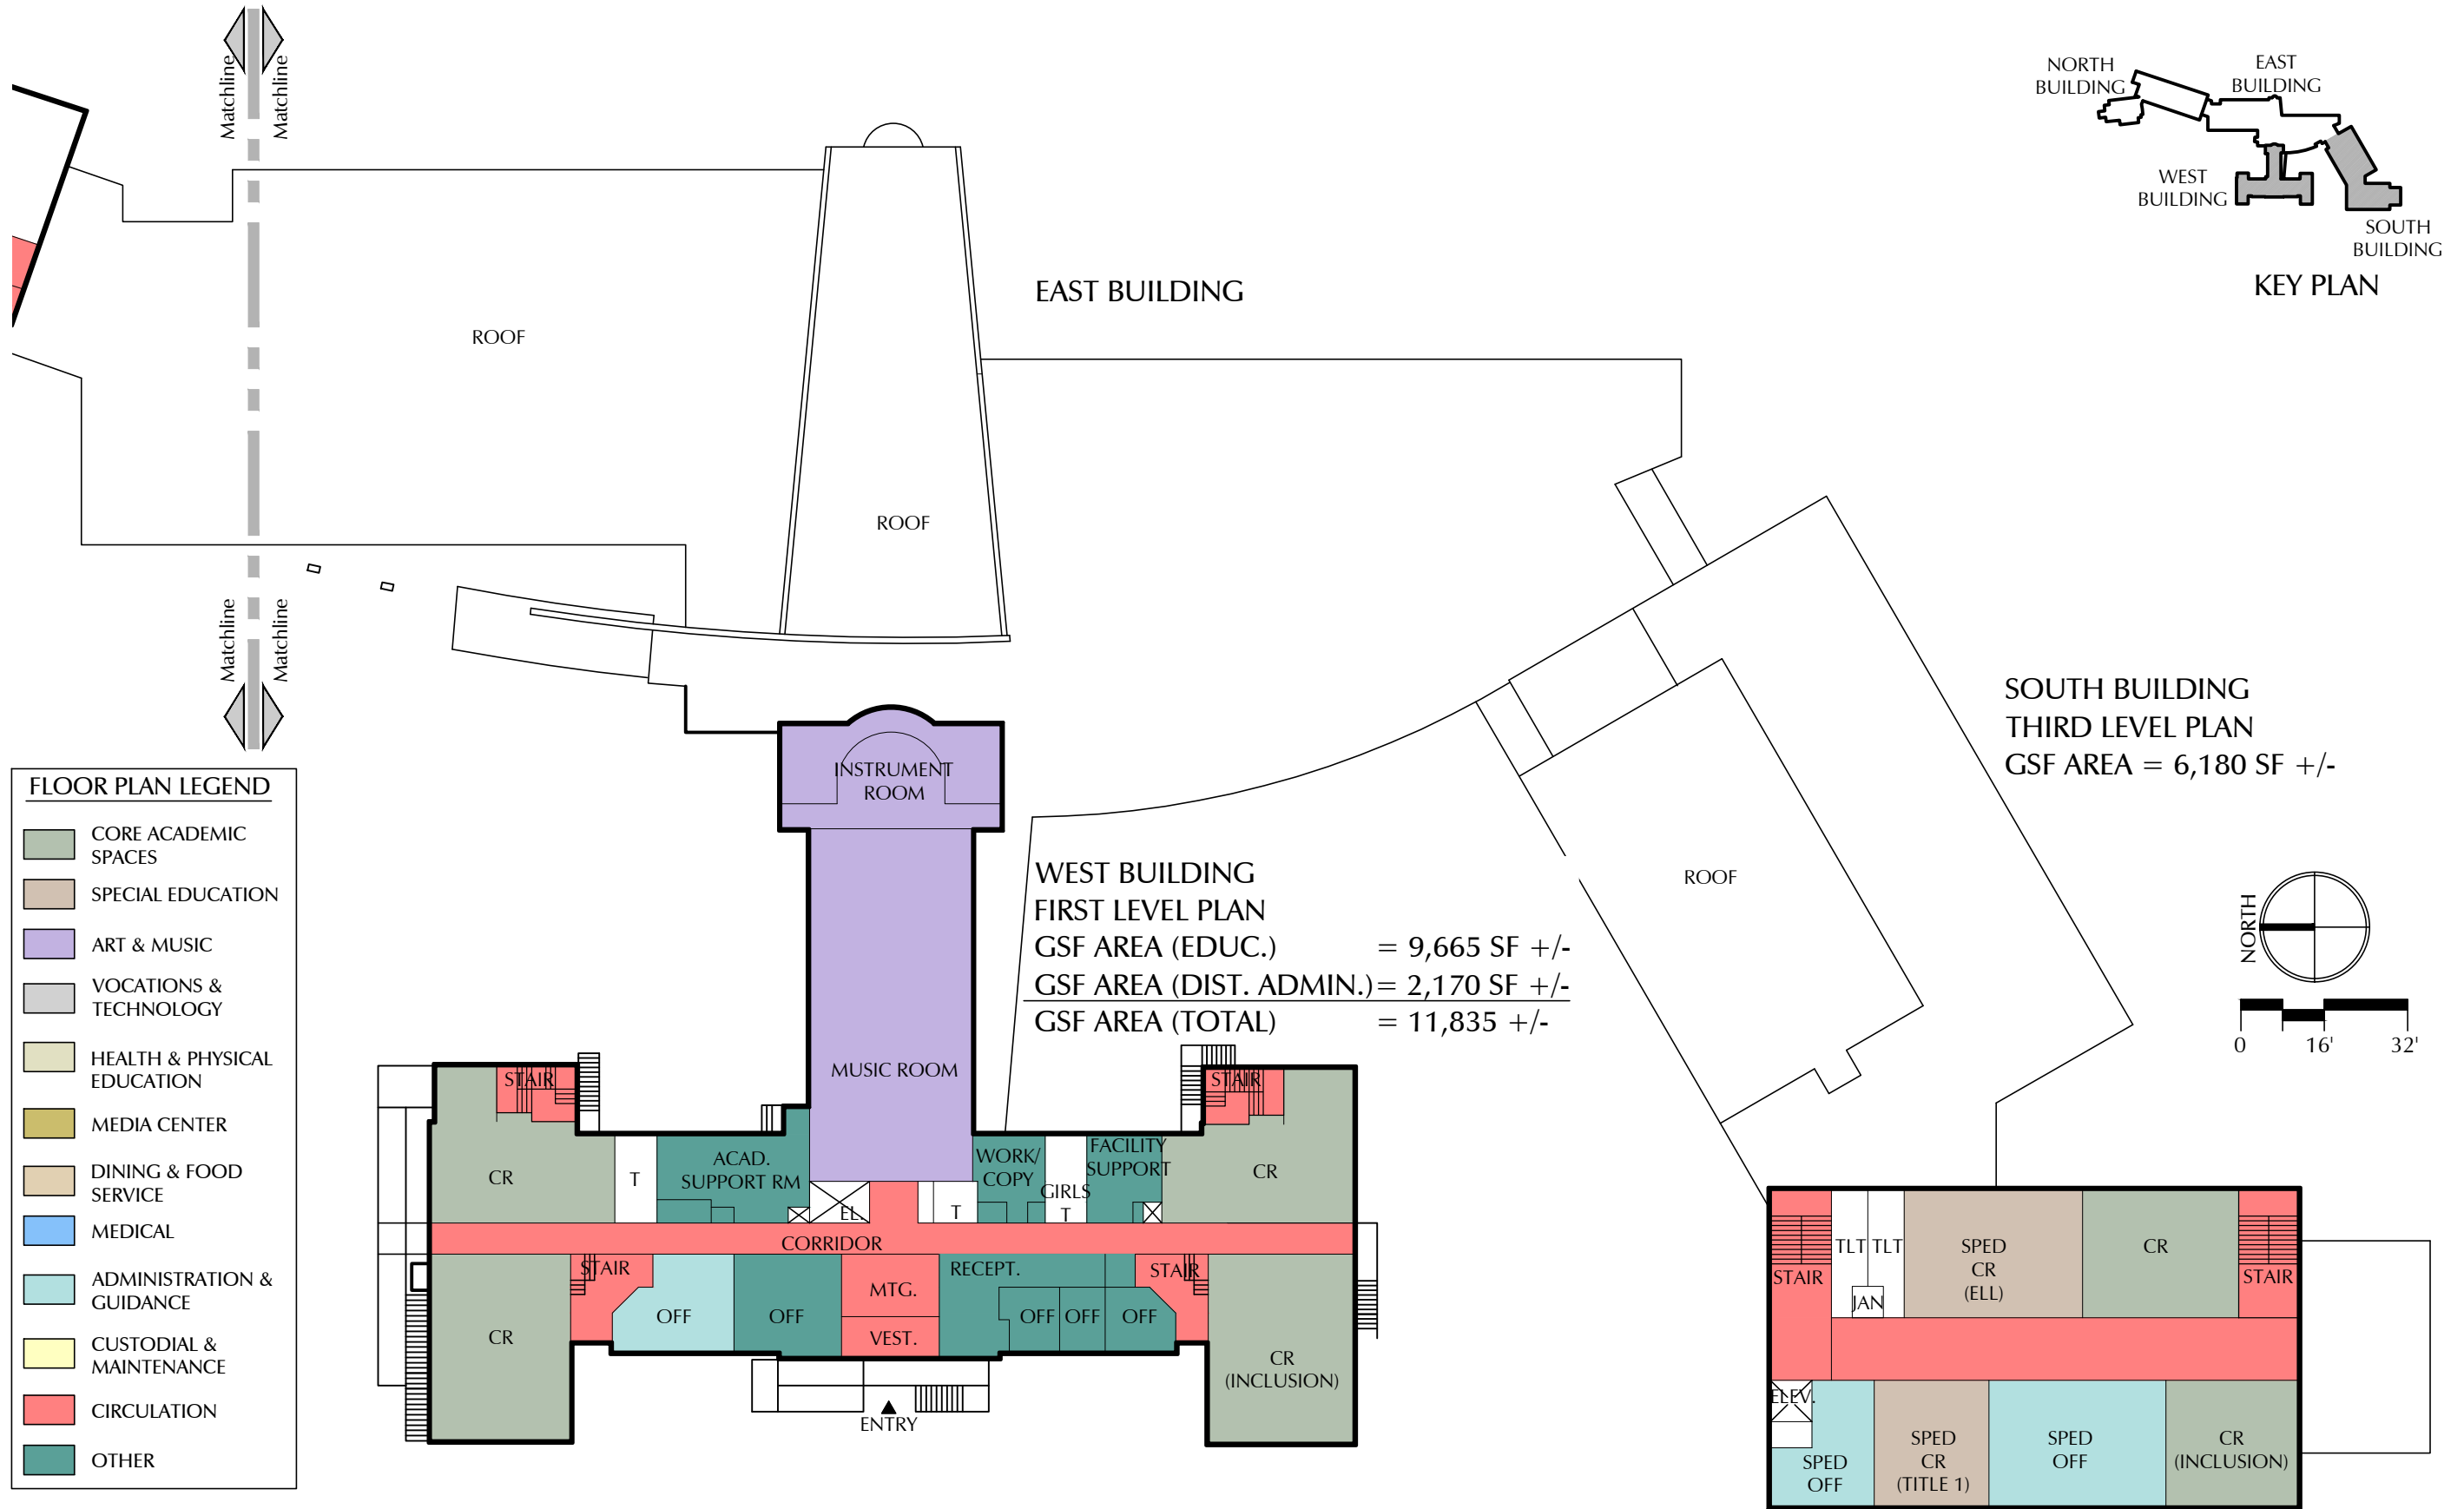 Matchline
Matchline
NORTH
BUILDING
EAST
BUILDING
WEST
BUILDING
SOUTH
BUILDING
KEY PLAN
EAST BUILDING
ROOF
ROOF
Matchline
Matchline
SOUTH BUILDING
THIRD LEVEL PLAN
GSF AREA = 6,180 SF +/-
FLOOR PLAN LEGEND
CORE ACADEMIC
SPACES
SPECIAL EDUCATION
ART & MUSIC
VOCATIONS &
TECHNOLOGY
HEALTH & PHYSICAL
EDUCATION
MEDIA CENTER
DINING & FOOD
SERVICE
MEDICAL
ADMINISTRATION &
GUIDANCE
CUSTODIAL &
MAINTENANCE
CIRCULATION
OTHER
INSTRUMENT
ROOM
WEST BUILDING
FIRST LEVEL PLAN
GSF AREA (EDUC.) = 9,665 SF +/-
GSF AREA (DIST. ADMIN.) = 2,170 SF +/-
GSF AREA (TOTAL) = 11,835 +/-
ROOF
NORTH
0 16' 32'
MUSIC ROOM
STAIR
STAIR
CR
T
ACAD.
SUPPORT RM
EL.
T
WORK/
COPY
GIRLS
T
FACILITY
SUPPORT
CR
CORRIDOR
STAIR
OFF
OFF
MTG.
VEST.
RECEPT.
OFF
OFF
OFF
STAIR
CR
CR
(INCLUSION)
ENTRY
STAIR
TLT
TLT
JAN
SPED
CR
(ELL)
CR
STAIR
ELEV.
SPED
OFF
SPED
CR
(TITLE 1)
SPED
OFF
CR
(INCLUSION)